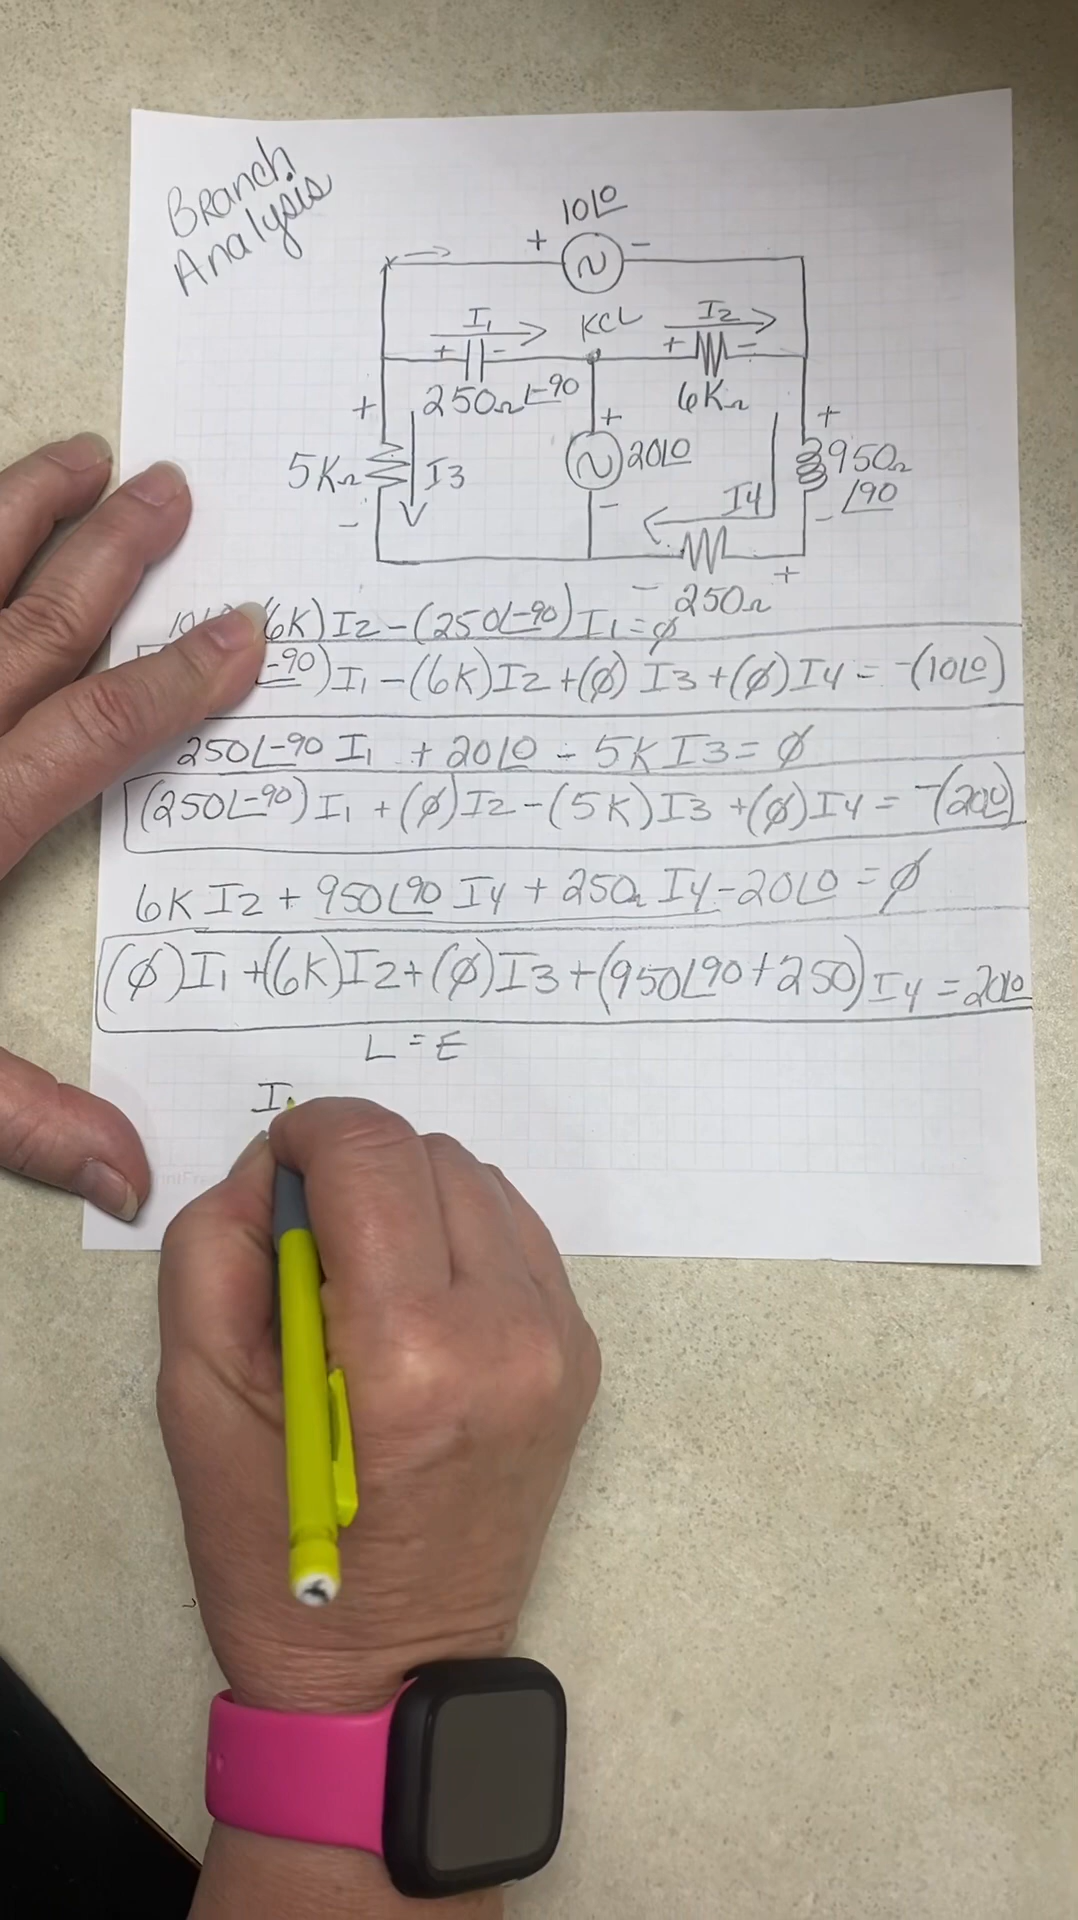 Branch
Analysis
10∠0
+ −
I1 KCL I2
+ − + −
250Ω∠-90 6KΩ
+ + +
5KΩ I3 20∠0 950Ω
∠90
− − I4 −
− 250Ω +
6K)I2-(250∠-90)I1=∅
-90)I1-(6K)I2+(∅)I3+(∅)I4=-(10∠0)
250∠-90 I1 + 20∠0 - 5K I3=∅
(250∠-90)I1+(∅)I2-(5K)I3+(∅)I4=-(20∠0)
6K I2+950∠90 I4+250Ω I4-20∠0=∅
(∅)I1+(6K)I2+(∅)I3+(950∠90+250)I4=20∠0
L=E
I